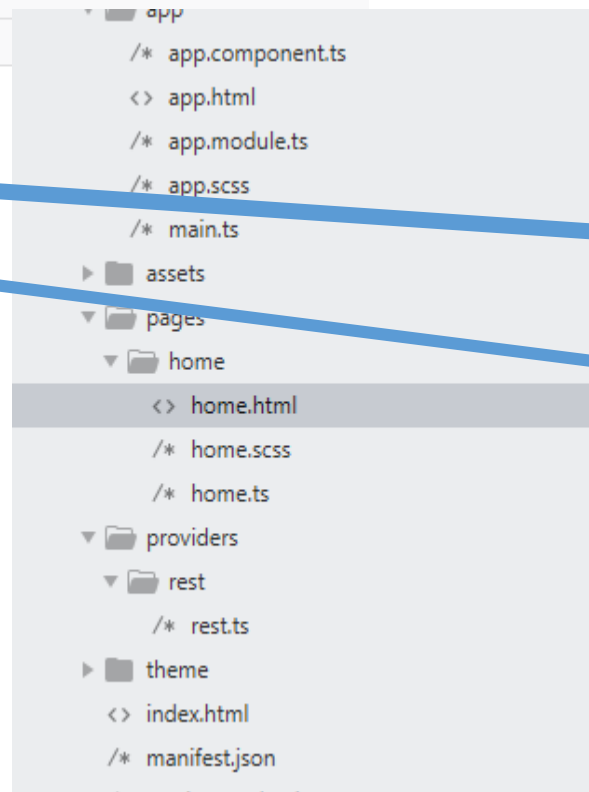 app
/* app.component.ts
<> app.html
/* app.module.ts
/* app.scss
/* main.ts
assets
pages
home
<> home.html
/* home.scss
/* home.ts
providers
rest
/* rest.ts
theme
<> index.html
/* manifest.json